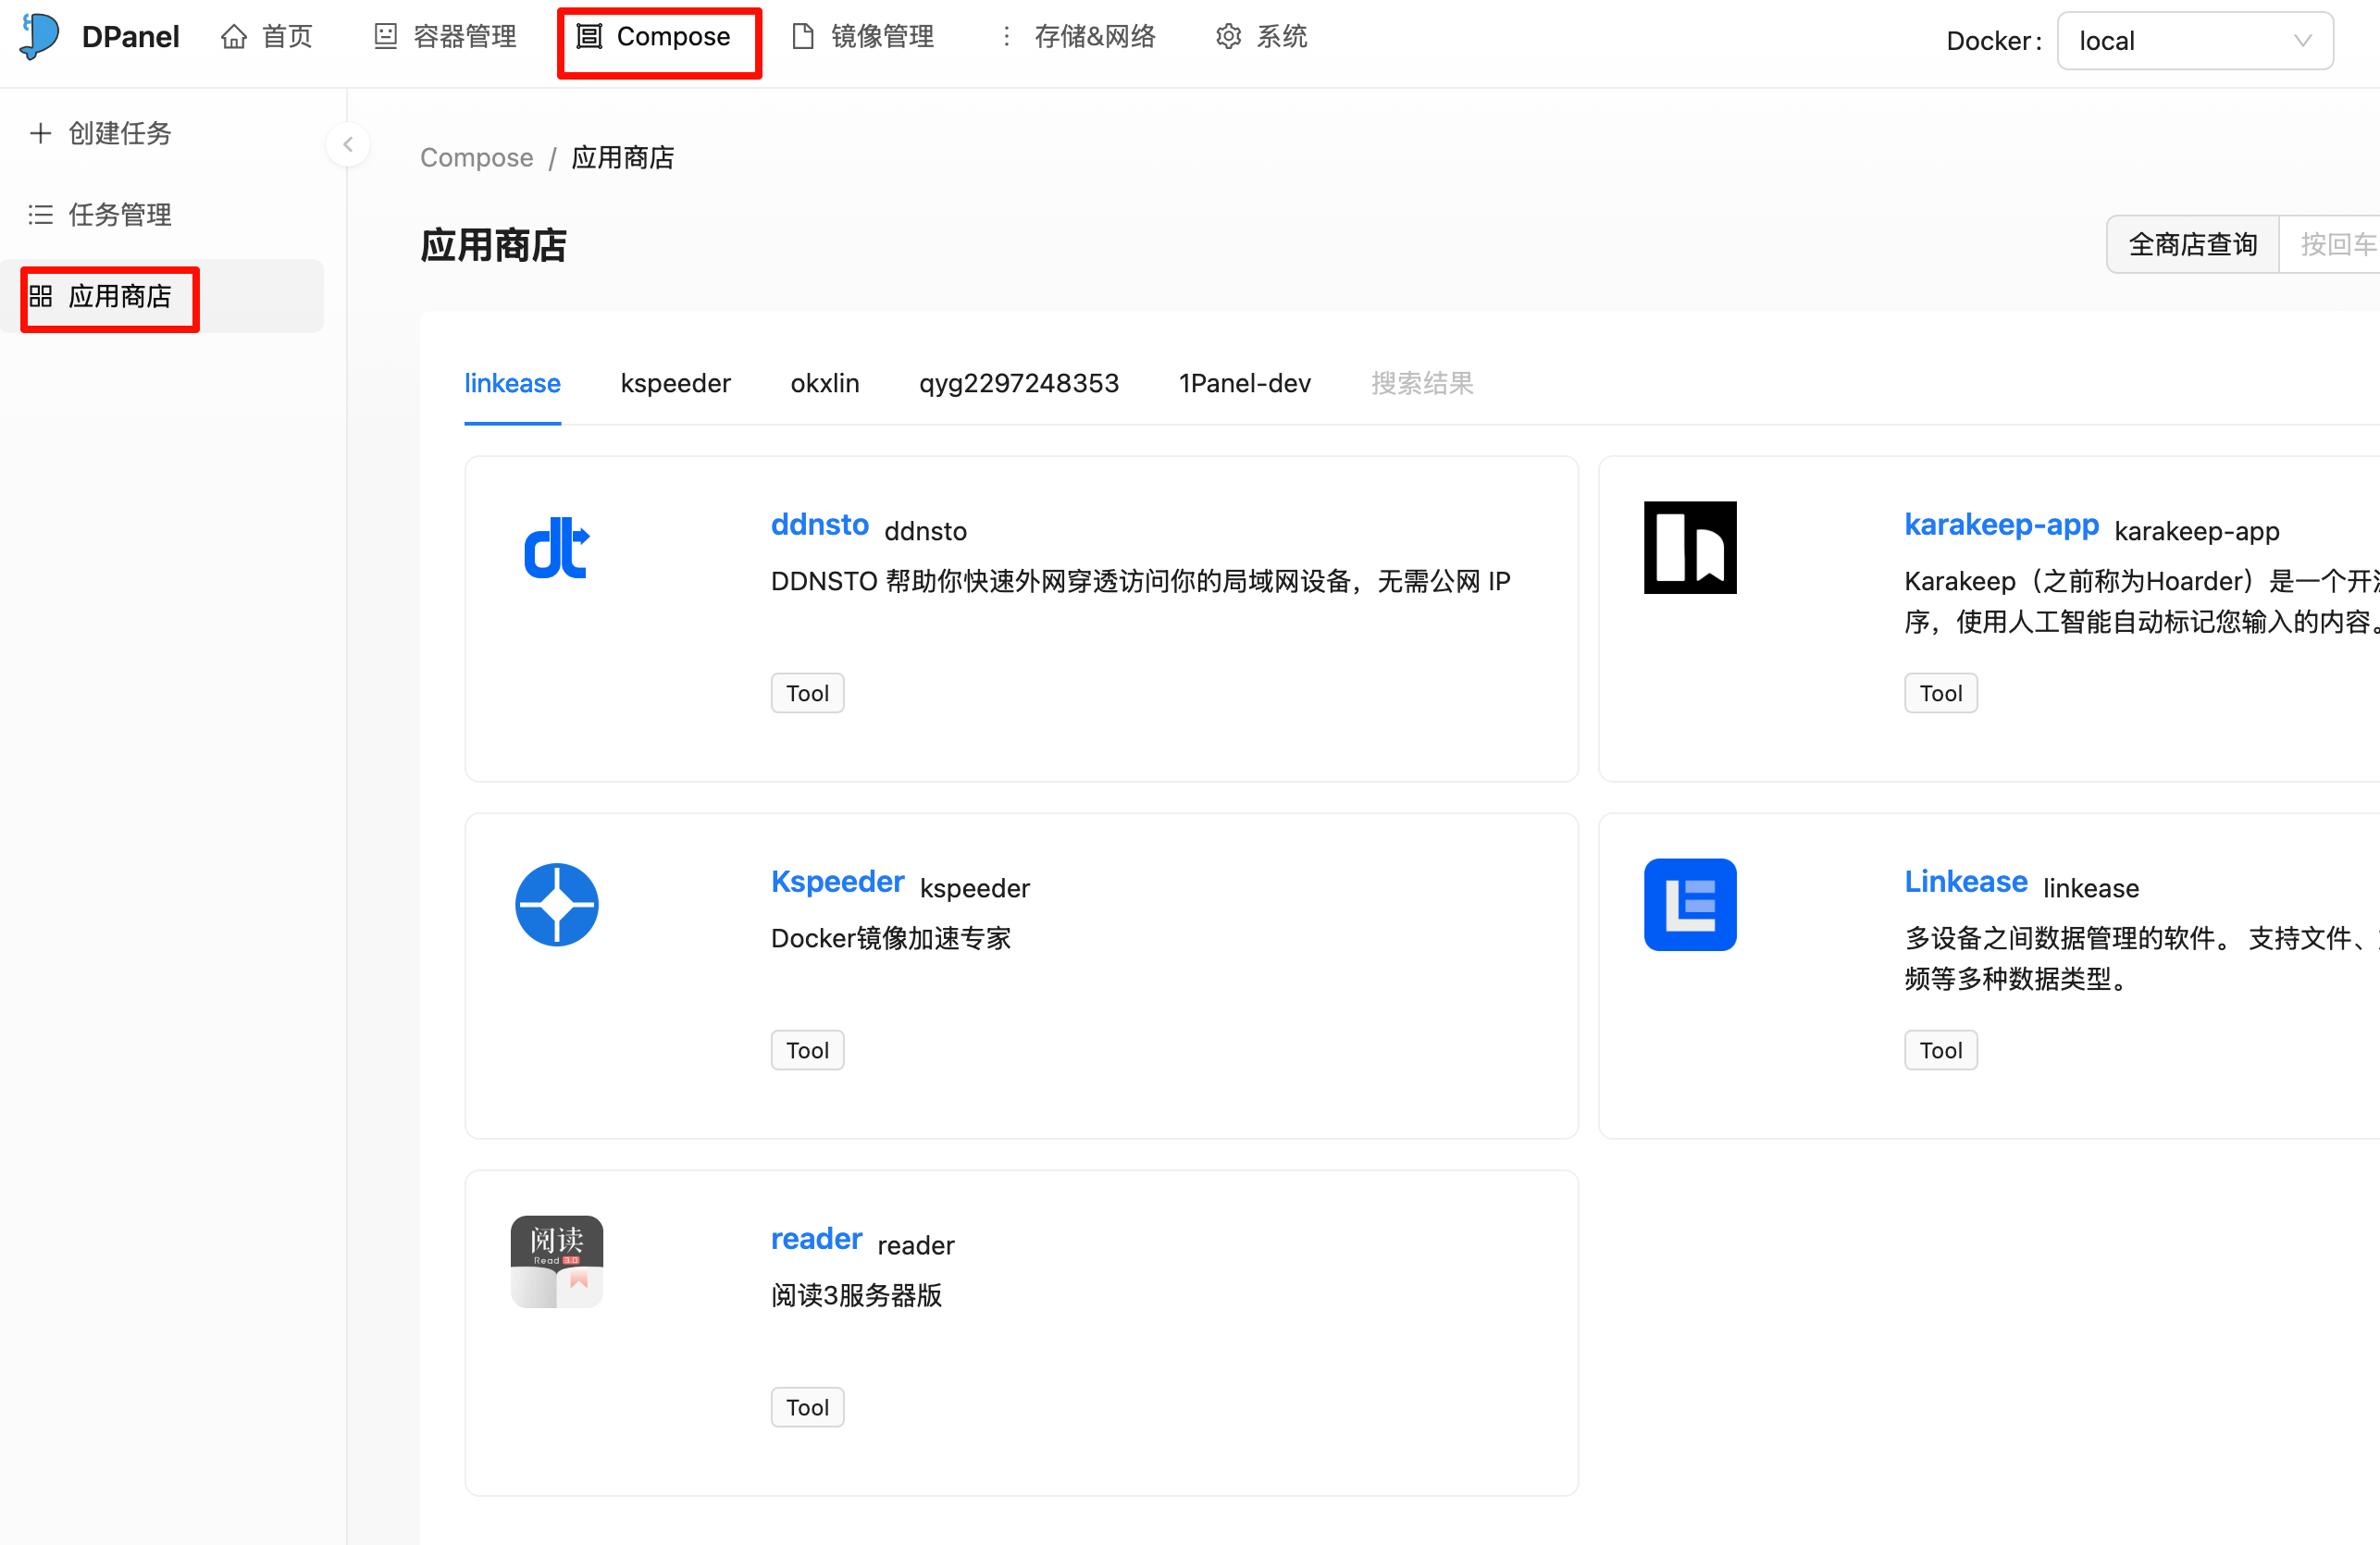 DPanel 首页 容器管理 Compose 镜像管理 存储&网络 系统 Docker: local
创建任务
任务管理
应用商店
Compose / 应用商店
应用商店
全商店查询 按回车
linkease kspeeder okxlin qyg2297248353 1Panel-dev 搜索结果
ddnsto ddnsto
DDNSTO 帮助你快速外网穿透访问你的局域网设备，无需公网 IP
Tool
karakeep-app karakeep-app
Karakeep（之前称为Hoarder）是一个开
序，使用人工智能自动标记您输入的内容。
Tool
Kspeeder kspeeder
Docker镜像加速专家
Tool
Linkease linkease
多设备之间数据管理的软件。 支持文件、
频等多种数据类型。
Tool
阅读
Read 3.0
reader reader
阅读3服务器版
Tool